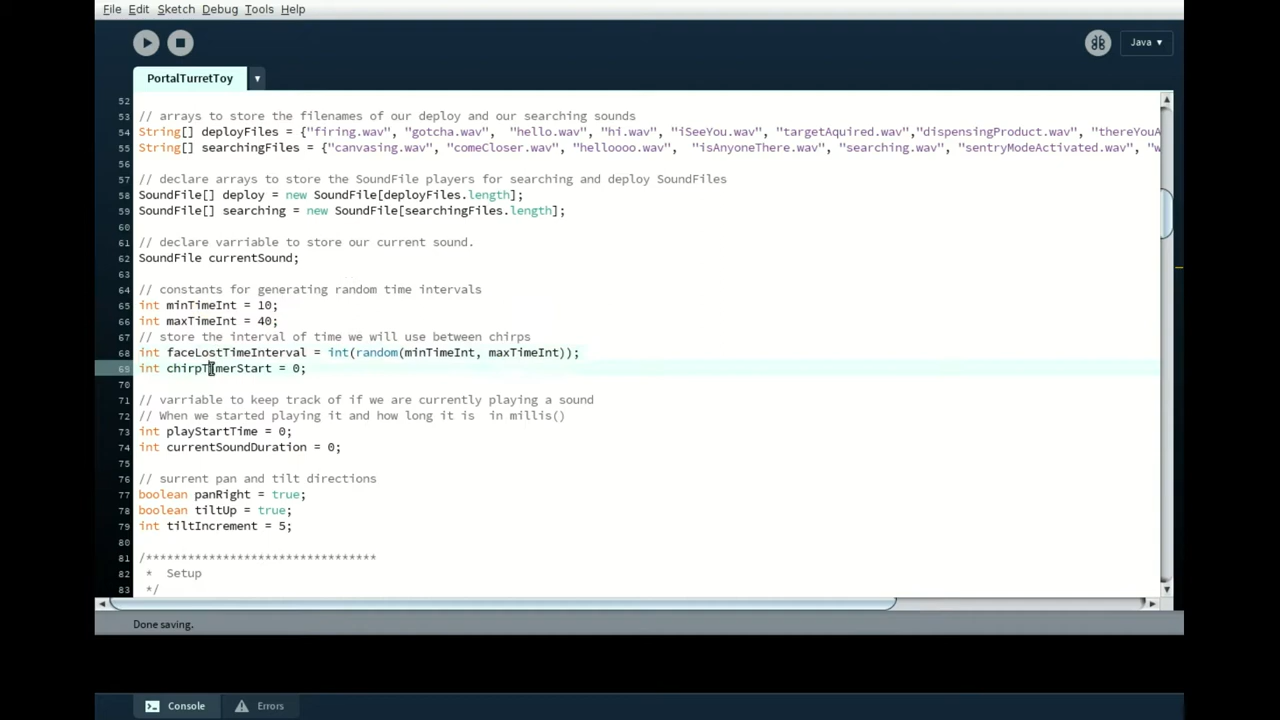 File Edit Sketch Debug Tools Help
Java ▾
PortalTurretToy ▾
52
53 // arrays to store the filenames of our deploy and our searching sounds
54 String[] deployFiles = {"firing.wav", "gotcha.wav",  "hello.wav", "hi.wav", "iSeeYou.wav", "targetAquired.wav","dispensingProduct.wav", "thereYouA
55 String[] searchingFiles = {"canvasing.wav", "comeCloser.wav", "helloooo.wav",  "isAnyoneThere.wav", "searching.wav", "sentryModeActivated.wav", "w
56
57 // declare arrays to store the SoundFile players for searching and deploy SoundFiles
58 SoundFile[] deploy = new SoundFile[deployFiles.length];
59 SoundFile[] searching = new SoundFile[searchingFiles.length];
60
61 // declare varriable to store our current sound.
62 SoundFile currentSound;
63
64 // constants for generating random time intervals
65 int minTimeInt = 10;
66 int maxTimeInt = 40;
67 // store the interval of time we will use between chirps
68 int faceLostTimeInterval = int(random(minTimeInt, maxTimeInt));
69 int chirpTimerStart = 0;
70
71 // varriable to keep track of if we are currently playing a sound
72 // When we started playing it and how long it is  in millis()
73 int playStartTime = 0;
74 int currentSoundDuration = 0;
75
76 // surrent pan and tilt directions
77 boolean panRight = true;
78 boolean tiltUp = true;
79 int tiltIncrement = 5;
80
81 /*********************************
82  *  Setup
83  */
Done saving.
Console Errors